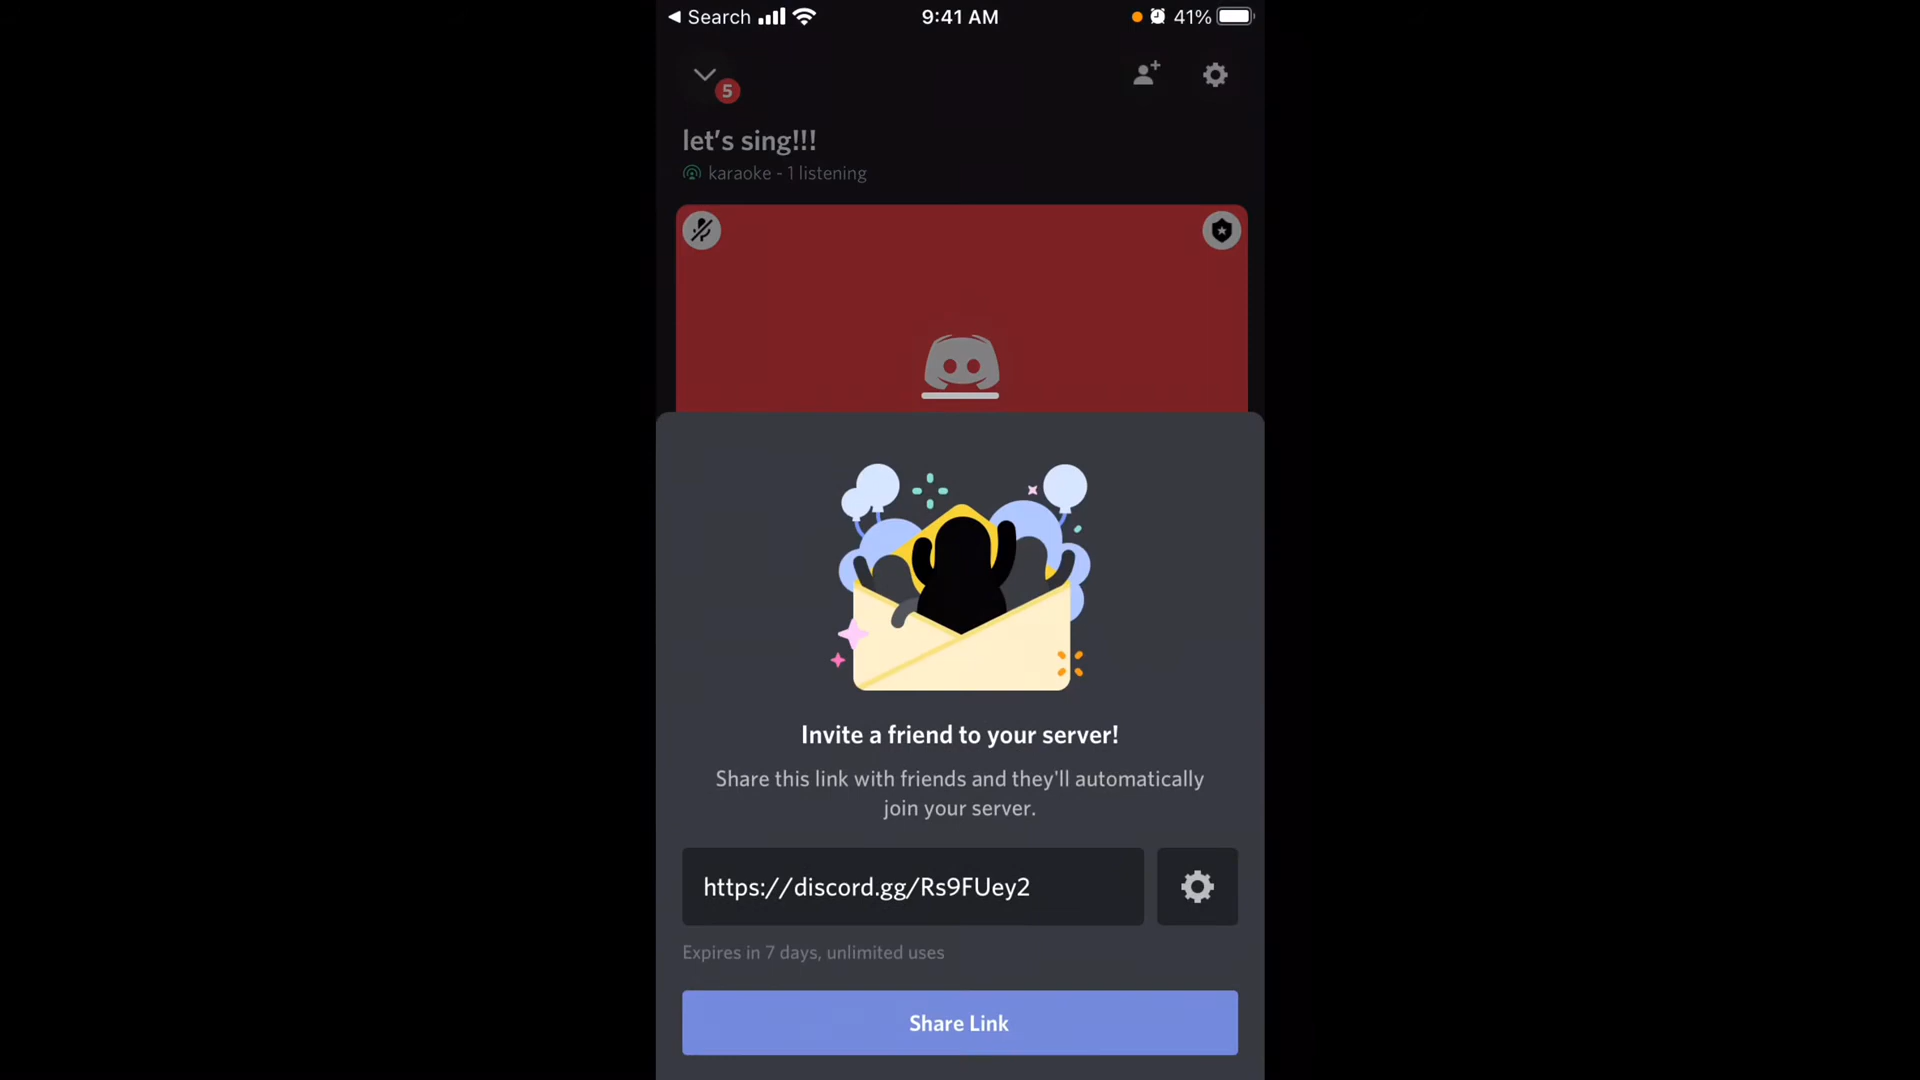 Search 9:41 AM 41%
5
let's sing!!!
karaoke - 1 listening
Invite a friend to your server!
Share this link with friends and they'll automatically
join your server.
https://discord.gg/Rs9FUey2
Expires in 7 days, unlimited uses
Share Link